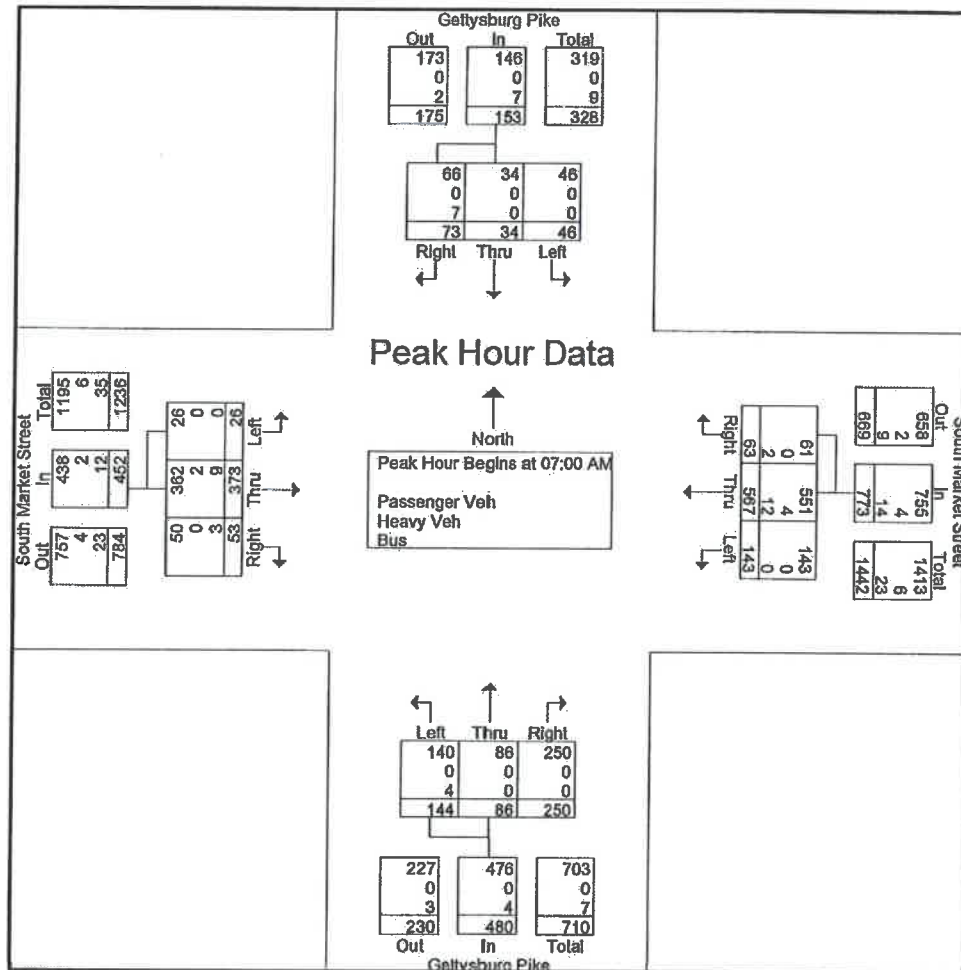 Gettysburg Pike
Out In Total
173 146 319
0 0 0
2 7 9
175 153 328
66 34 46
0 0 0
7 0 0
73 34 46
Right Thru Left
Peak Hour Data
North
Peak Hour Begins at 07:00 AM
Passenger Veh
Heavy Veh
Bus
South Market Street
Out In Total
757 438 1195
4 2 6
23 12 35
784 452 1236
50 362 26
0 2 0
3 9 0
53 373 26
Right Thru Left
South Market Street
Out In Total
658 755 1413
2 4 6
9 14 23
669 773 1442
61 551 143
0 4 0
2 12 0
63 567 143
Right Thru Left
Left Thru Right
140 86 250
0 0 0
4 0 0
144 86 250
227 476 703
0 0 0
3 4 7
230 480 710
Out In Total
Gettysburg Pike